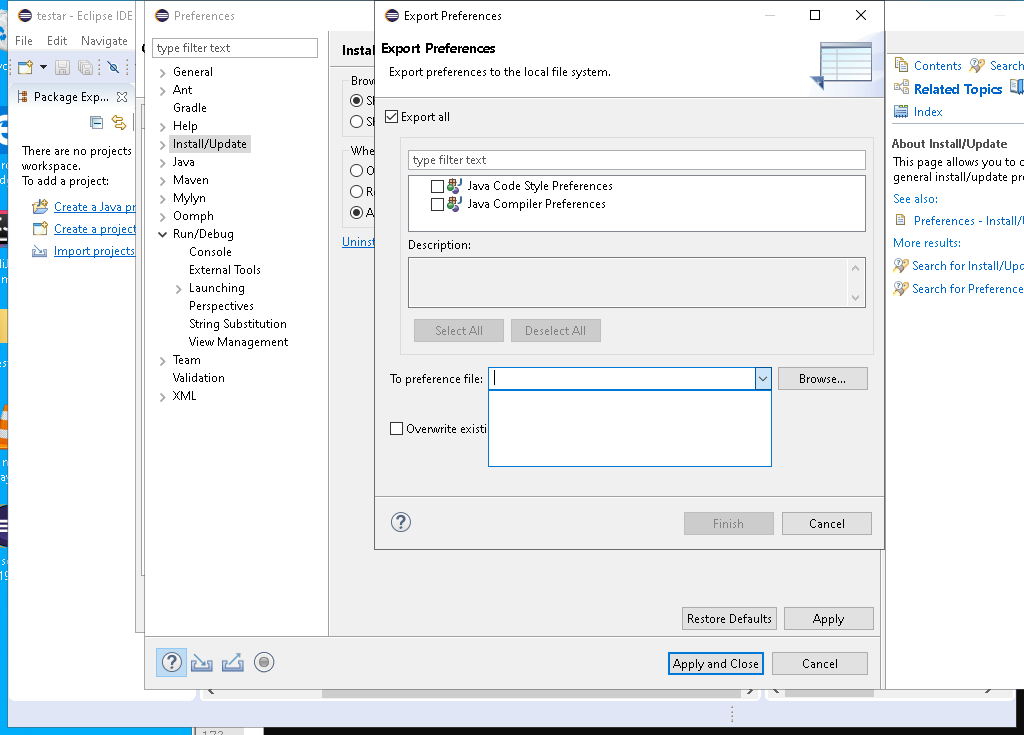 testar - Eclipse IDE
File Edit Navigate
Package Exp...
There are no projects
workspace.
To add a project:
Create a Java pr
Create a project
Import projects
Preferences
type filter text
General
Ant
Gradle
Help
Install/Update
Java
Maven
Mylyn
Oomph
Run/Debug
Console
External Tools
Launching
Perspectives
String Substitution
View Management
Team
Validation
XML
Instal
Brow
Whe
Uninst
Restore Defaults
Apply
Apply and Close
Cancel
Export Preferences
Export Preferences
Export preferences to the local file system.
Export all
type filter text
Java Code Style Preferences
Java Compiler Preferences
Description:
Select All
Deselect All
To preference file:
Browse...
Overwrite existi
Finish
Cancel
Contents Search
Related Topics
Index
About Install/Update
This page allows you to c
general install/update pr
See also:
Preferences - Install/U
More results:
Search for Install/Upd
Search for Preference